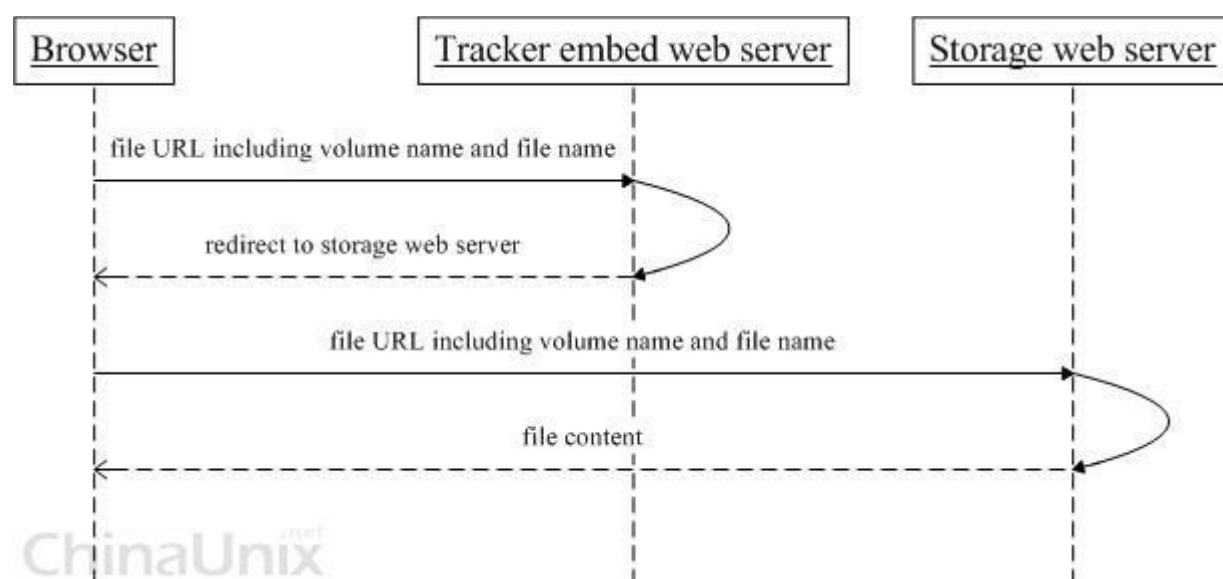 Browser
Tracker embed web server
Storage web server
file URL including volume name and file name
redirect to storage web server
file URL including volume name and file name
file content
ChinaUnix.net